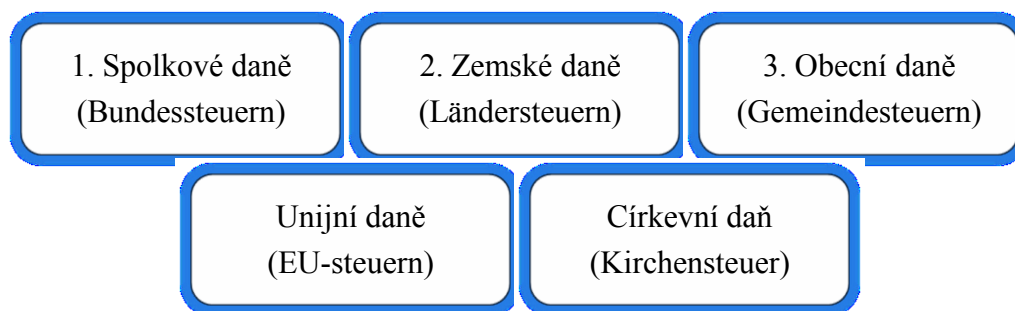 1. Spolkové daně
(Bundessteuern)
2. Zemské daně
(Ländersteuern)
3. Obecní daně
(Gemeindesteuern)
Unijní daně
(EU-steuern)
Církevní daň
(Kirchensteuer)